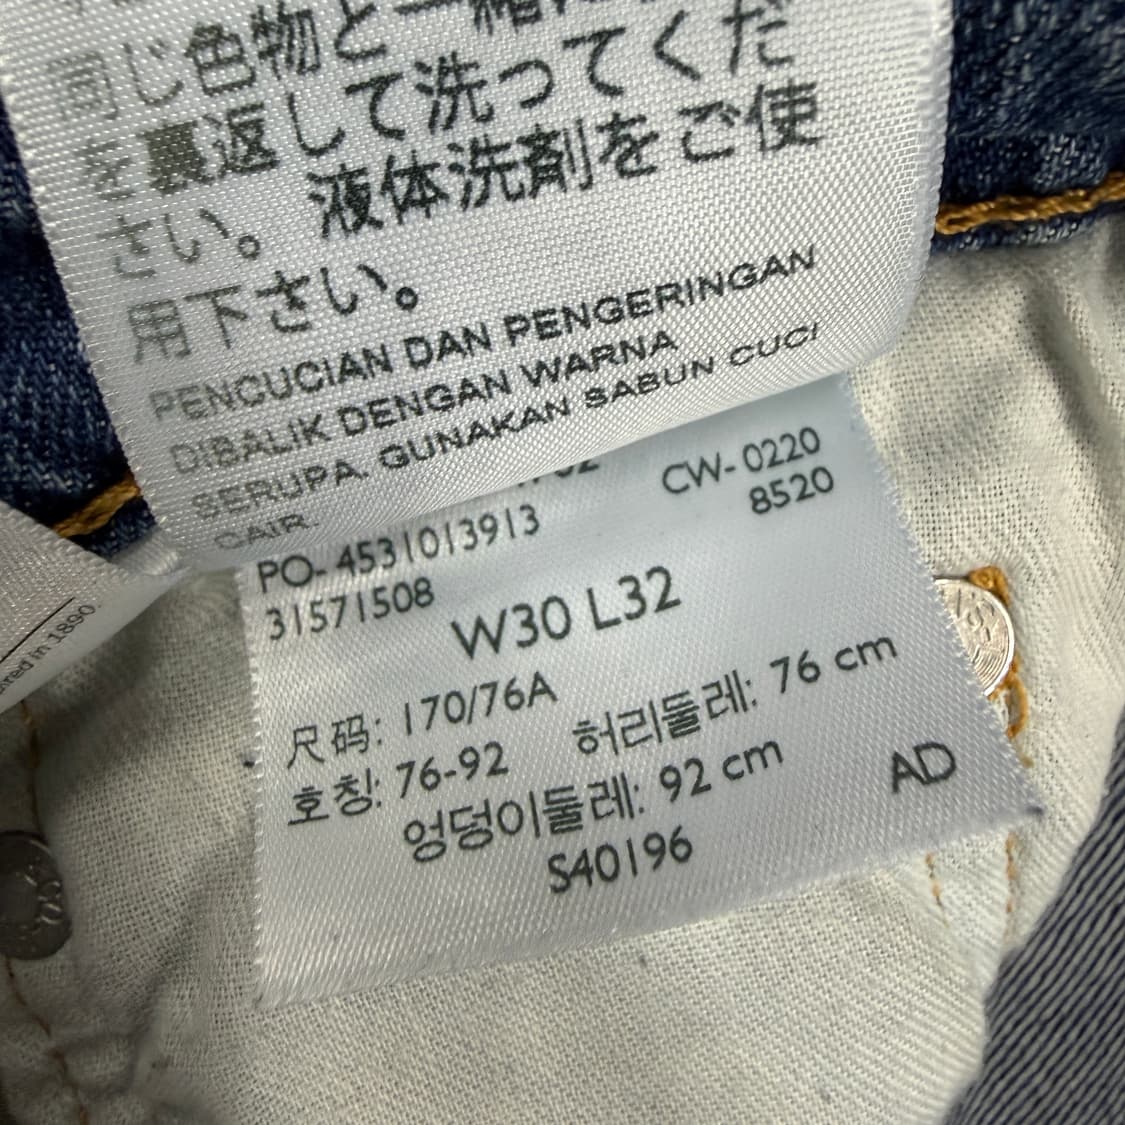 同じ色物と一緒に
を裏返して洗ってくだ
さい。液体洗剤をご使
用下さい。
PENCUCIAN DAN PENGERINGAN
DIBALIK DENGAN WARNA
SERUPA. GUNAKAN SABUN CUCI
CAIR.
CW- 0220
PO- 4531013913 8520
31571508
W30 L32
尺码: 170/76A
호칭: 76-92 허리둘레: 76 cm
엉덩이둘레: 92 cm AD
S40196
in 1890.